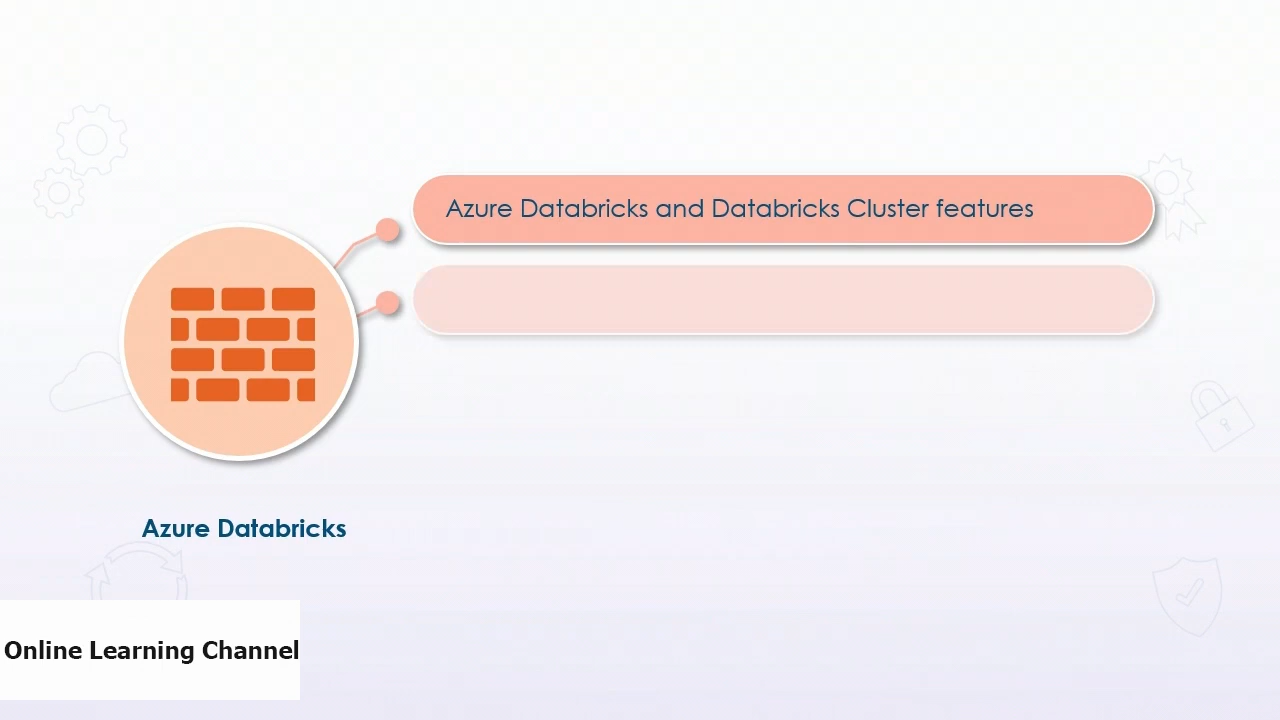 Azure Databricks and Databricks Cluster features
Azure Databricks
Online Learning Channel